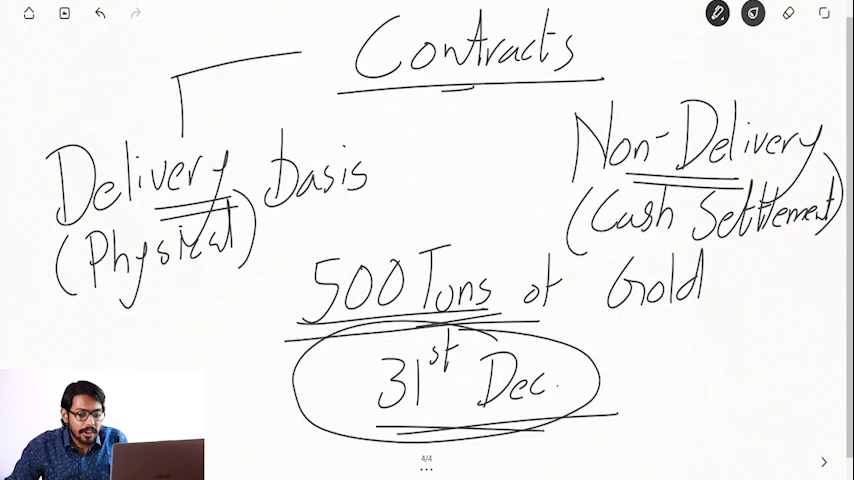 Contracts
Delivery basis
(Physical)
Non-Delivery
(Cash Settlement)
500 Tons of Gold
31st Dec.
4/4